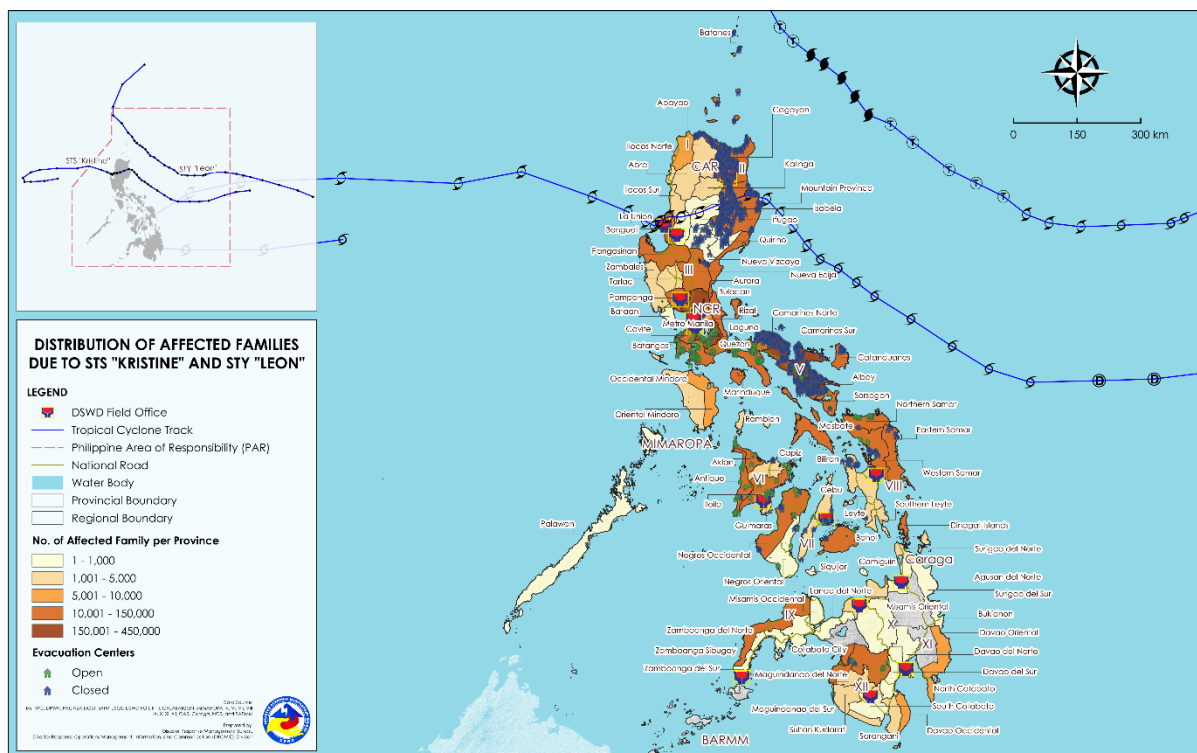 STS "Kristine"
STY "Leon"
DISTRIBUTION OF AFFECTED FAMILIES
DUE TO STS "KRISTINE" AND STY "LEON"
LEGEND
DSWD Field Office
Tropical Cyclone Track
Philippine Area of Responsibility (PAR)
National Road
Water Body
Provincial Boundary
Regional Boundary
No. of Affected Family per Province
1 - 1,000
1,001 - 5,000
5,001 - 10,000
10,001 - 150,000
150,001 - 450,000
Evacuation Centers
Open
Closed
Data Source:
Prepared by:
Disaster Response Management Bureau
0 150 300 km
Batanes
Apayao
Cagayan
Ilocos Norte
I
CAR
II
Abra
Kalinga
Ilocos Sur
Mountain Province
Isabela
La Union
Ifugao
Benguet
Quirino
Pangasinan
Nueva Vizcaya
Zambales
III
Nueva Ecija
Tarlac
Aurora
Pampanga
Bulacan
Bataan
NCR
Rizal
Camarines Norte
Metro Manila
Cavite
Laguna
Camarines Sur
Batangas
Quezon
Catanduanes
V
Occidental Mindoro
Albay
Marinduque
Sorsogon
Oriental Mindoro
Romblon
Northern Samar
Masbate
Eastern Samar
MIMAROPA
Aklan
Capiz
Biliran
Western Samar
Antique
VI
VIII
Cebu
Iloilo
Southern Leyte
Guimaras
Leyte
Palawan
VII
Bohol
Dinagat Islands
Negros Occidental
Siquijor
Camiguin
Surigao del Norte
Caraga
Negros Oriental
Agusan del Norte
Lanao del Norte
Surigao del Sur
Misamis Occidental
Misamis Oriental
Bukidnon
IX
X
Zamboanga del Norte
Davao Oriental
XI
Zamboanga Sibugay
Cotabato City
Davao del Norte
Zamboanga del Sur
Maguindanao del Norte
Davao del Sur
XII
North Cotabato
Maguindanao del Sur
South Cotabato
Sultan Kudarat
Sarangani
Davao Occidental
BARMM